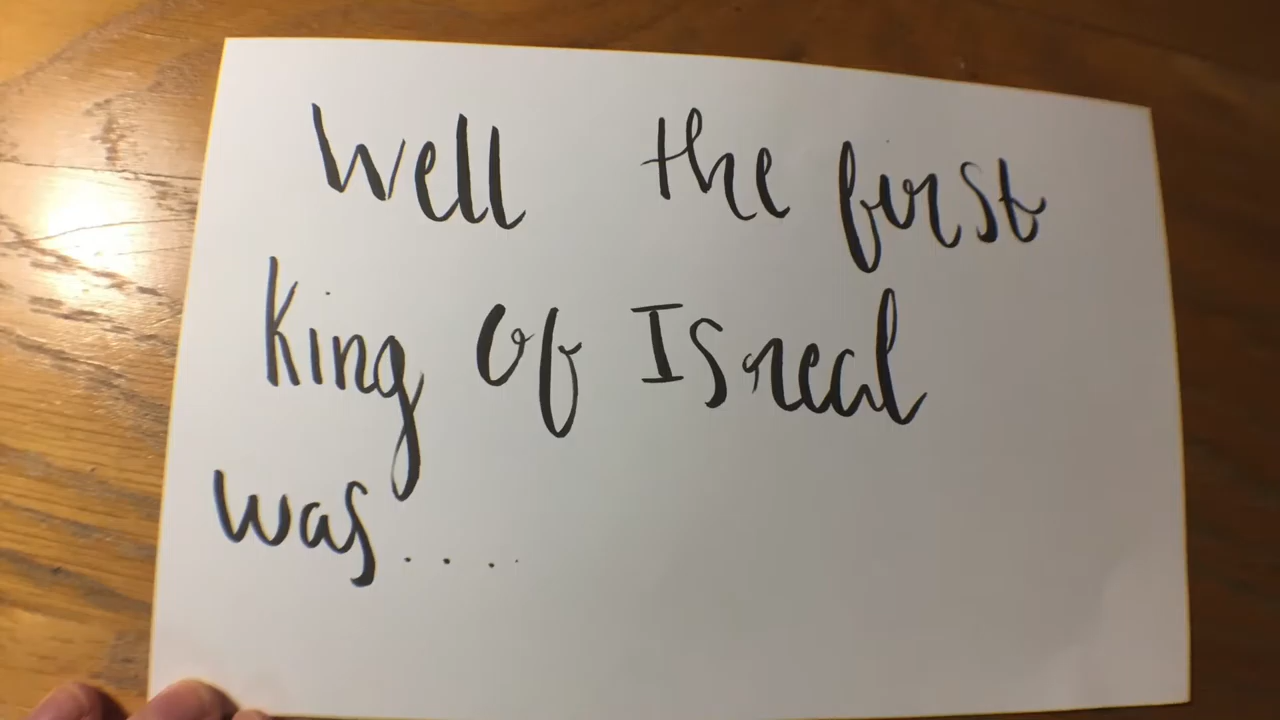 Well the first
King of Isreal
was.....